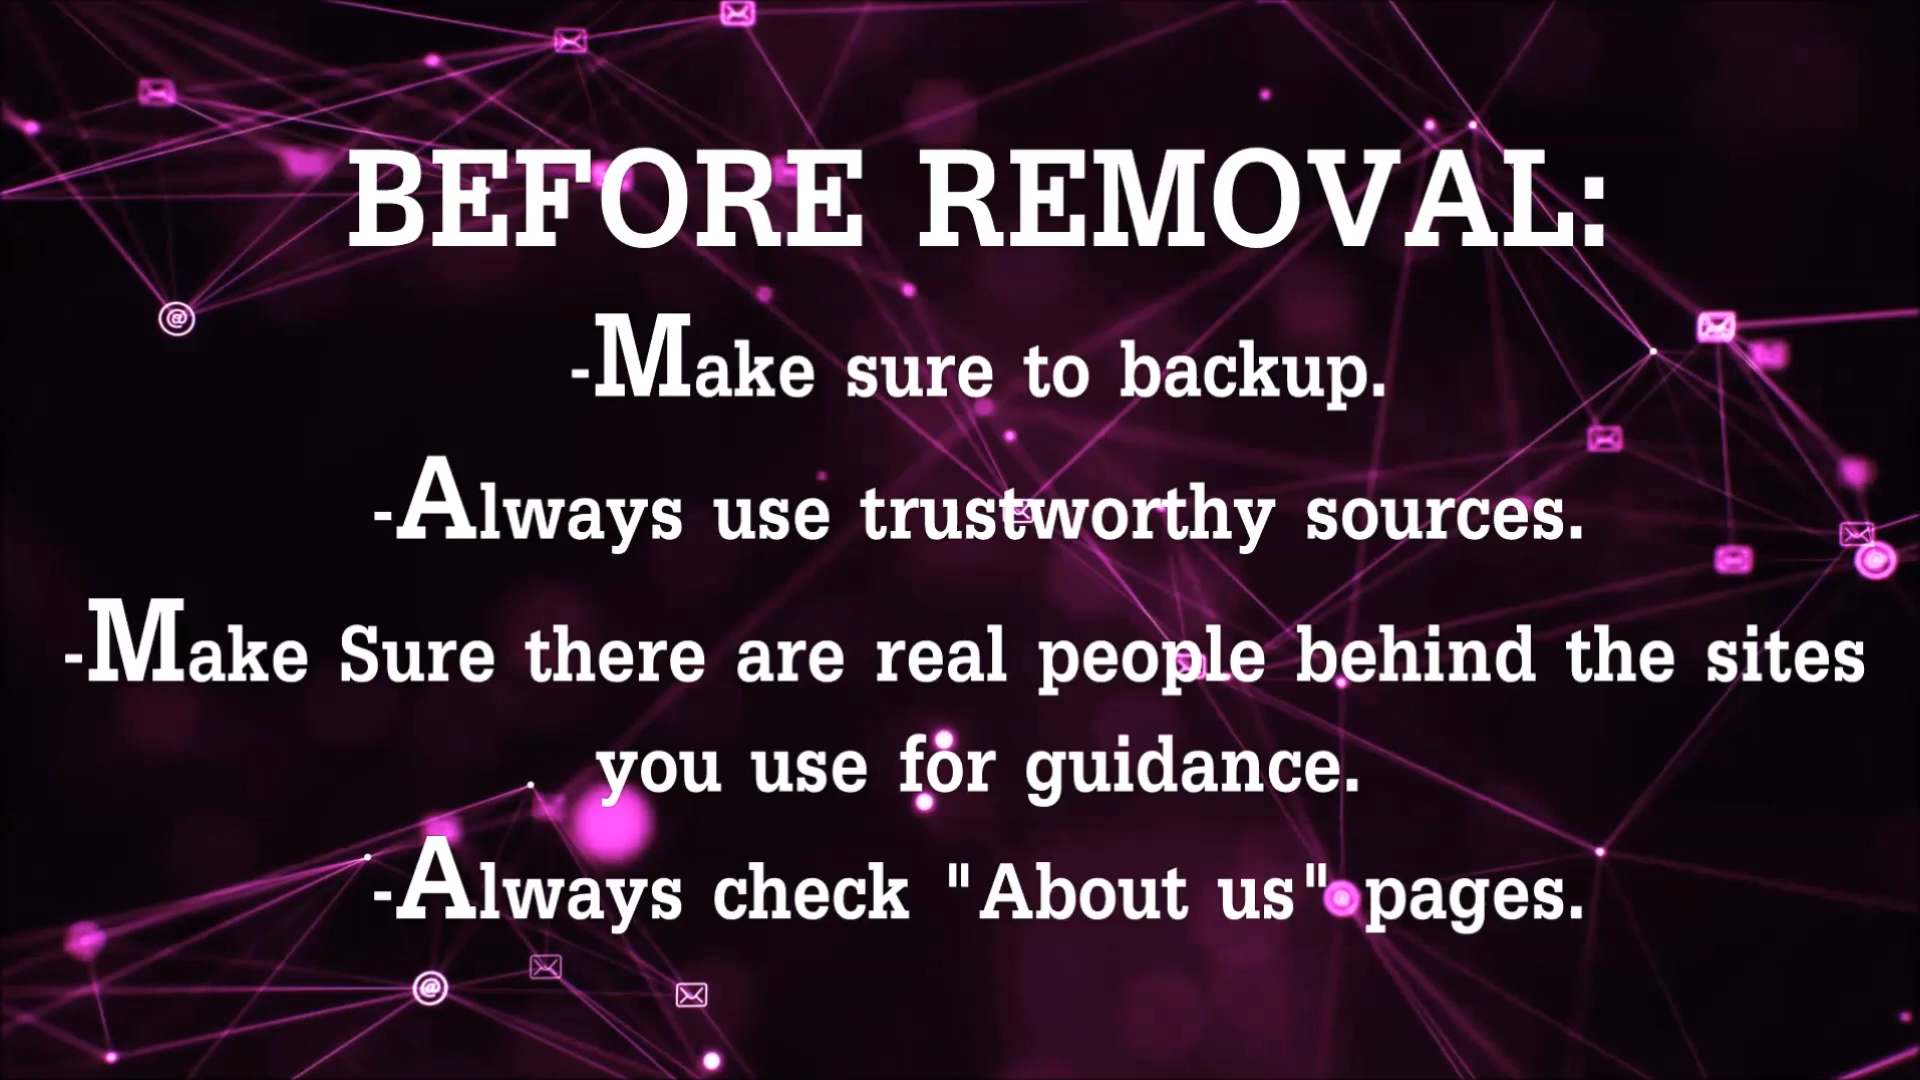 BEFORE REMOVAL:
-Make sure to backup.
-Always use trustworthy sources.
-Make Sure there are real people behind the sites
you use for guidance.
-Always check "About us" pages.